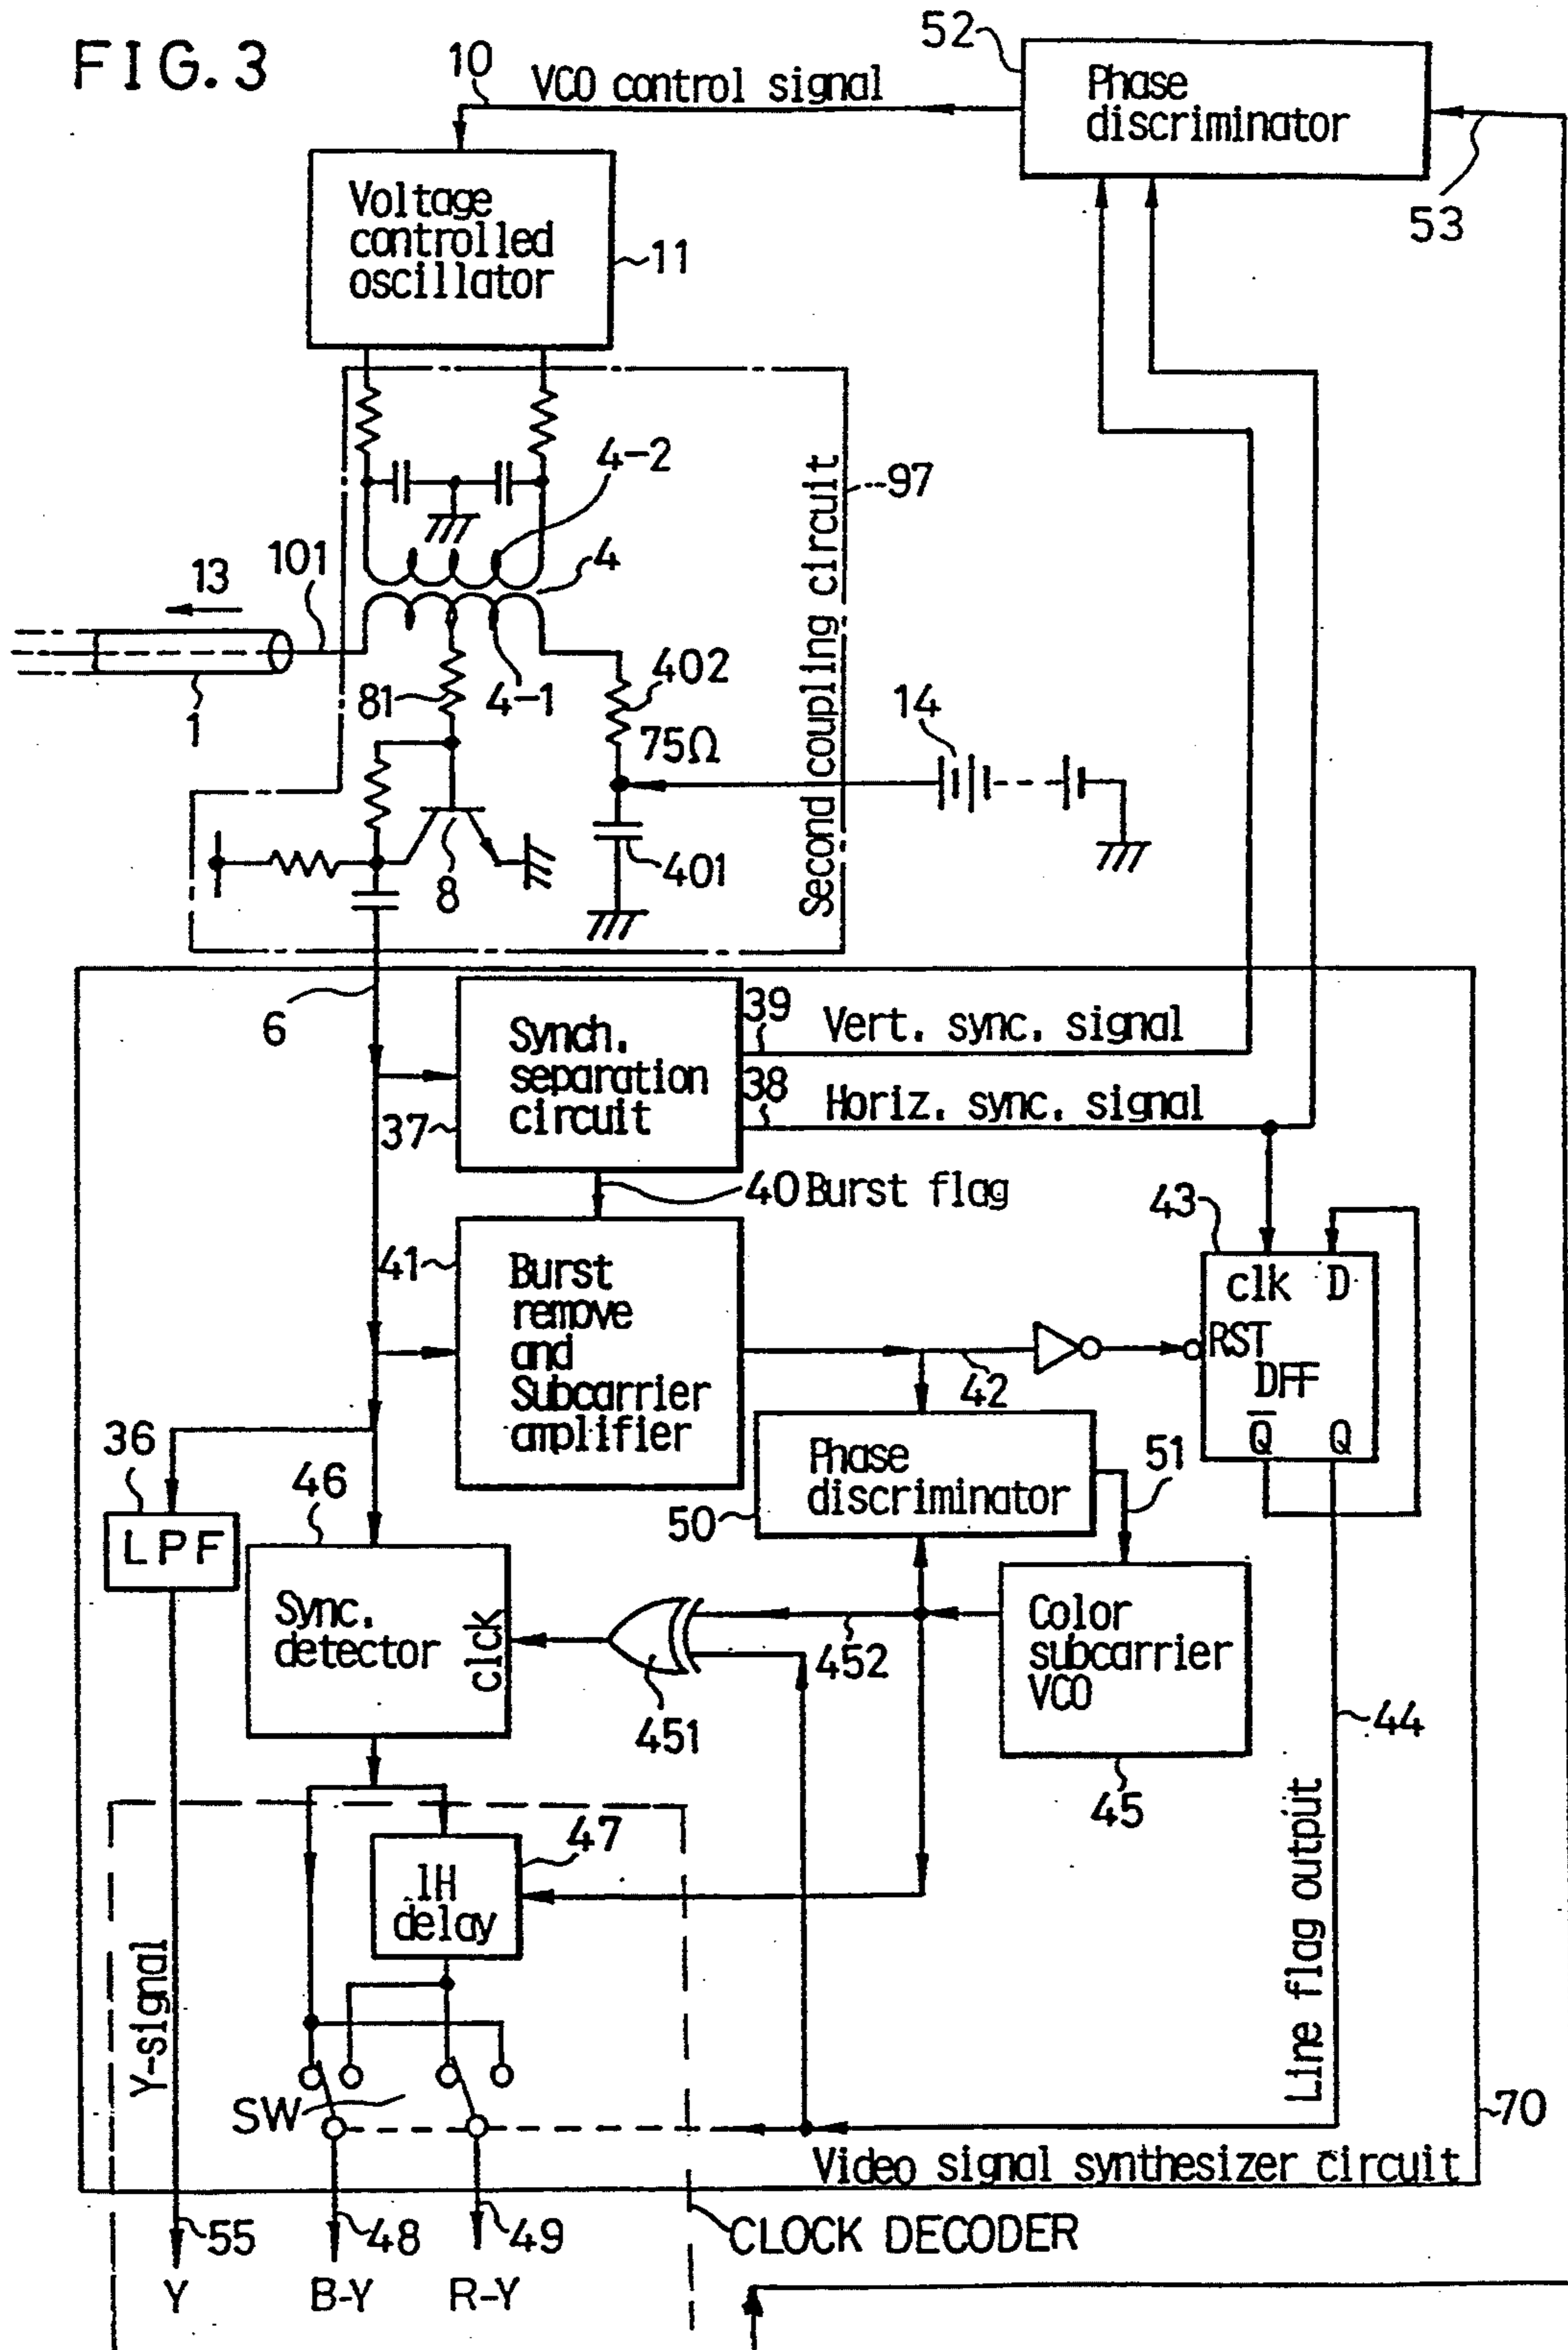 FIG. 3
10
VCO control signal
52
Phase
discriminator
53
Voltage
controlled
oscillator
11
4-2
97
4
101
13
1
81
4-1
402
75Ω
14
8
401
Second coupling circuit
6
Synch.
separation
circuit
37
39
Vert. sync. signal
38
Horiz. sync. signal
40 Burst flag
43
41
Burst
remove
and
Subcarrier
amplifier
clk D
RST
DFF
Q̅ Q
42
36
LPF
46
Phase
discriminator
50
51
Sync.
detector
clck
451
452
Color
subcarrier
VCO
45
44
Line flag output
47
1H
delay
Y-signal
SW
70
Video signal synthesizer circuit
55
48
49
CLOCK DECODER
Y
B-Y
R-Y